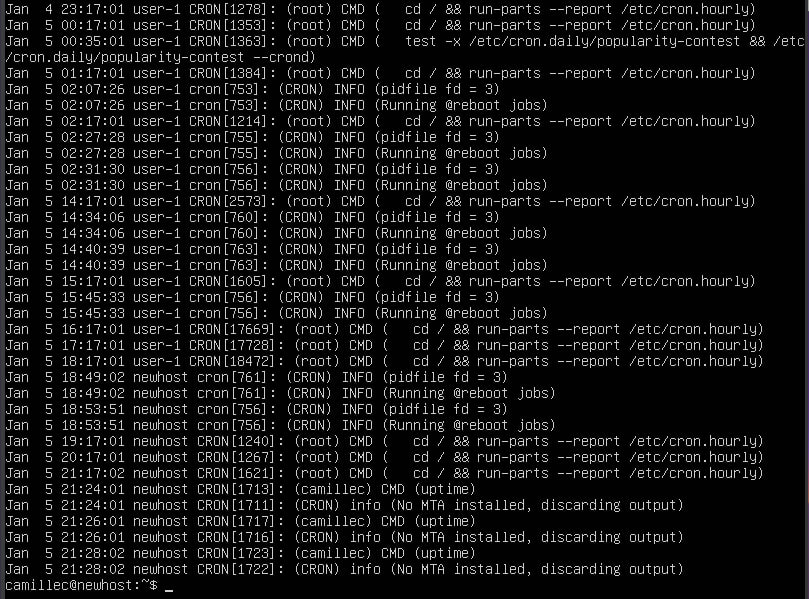 Jan  4 23:17:01 user-1 CRON[1278]: (root) CMD (   cd / && run-parts --report /etc/cron.hourly)
Jan  5 00:17:01 user-1 CRON[1353]: (root) CMD (   cd / && run-parts --report /etc/cron.hourly)
Jan  5 00:35:01 user-1 CRON[1363]: (root) CMD (   test -x /etc/cron.daily/popularity-contest && /etc
/cron.daily/popularity-contest --crond)
Jan  5 01:17:01 user-1 CRON[1384]: (root) CMD (   cd / && run-parts --report /etc/cron.hourly)
Jan  5 02:07:26 user-1 cron[753]: (CRON) INFO (pidfile fd = 3)
Jan  5 02:07:26 user-1 cron[753]: (CRON) INFO (Running @reboot jobs)
Jan  5 02:17:01 user-1 CRON[1214]: (root) CMD (   cd / && run-parts --report /etc/cron.hourly)
Jan  5 02:27:28 user-1 cron[755]: (CRON) INFO (pidfile fd = 3)
Jan  5 02:27:28 user-1 cron[755]: (CRON) INFO (Running @reboot jobs)
Jan  5 02:31:30 user-1 cron[756]: (CRON) INFO (pidfile fd = 3)
Jan  5 02:31:30 user-1 cron[756]: (CRON) INFO (Running @reboot jobs)
Jan  5 14:17:01 user-1 CRON[2573]: (root) CMD (   cd / && run-parts --report /etc/cron.hourly)
Jan  5 14:34:06 user-1 cron[760]: (CRON) INFO (pidfile fd = 3)
Jan  5 14:34:06 user-1 cron[760]: (CRON) INFO (Running @reboot jobs)
Jan  5 14:40:39 user-1 cron[763]: (CRON) INFO (pidfile fd = 3)
Jan  5 14:40:39 user-1 cron[763]: (CRON) INFO (Running @reboot jobs)
Jan  5 15:17:01 user-1 CRON[1605]: (root) CMD (   cd / && run-parts --report /etc/cron.hourly)
Jan  5 15:45:33 user-1 cron[756]: (CRON) INFO (pidfile fd = 3)
Jan  5 15:45:33 user-1 cron[756]: (CRON) INFO (Running @reboot jobs)
Jan  5 16:17:01 user-1 CRON[17669]: (root) CMD (   cd / && run-parts --report /etc/cron.hourly)
Jan  5 17:17:01 user-1 CRON[17728]: (root) CMD (   cd / && run-parts --report /etc/cron.hourly)
Jan  5 18:17:01 user-1 CRON[18472]: (root) CMD (   cd / && run-parts --report /etc/cron.hourly)
Jan  5 18:49:02 newhost cron[761]: (CRON) INFO (pidfile fd = 3)
Jan  5 18:49:02 newhost cron[761]: (CRON) INFO (Running @reboot jobs)
Jan  5 18:53:51 newhost cron[756]: (CRON) INFO (pidfile fd = 3)
Jan  5 18:53:51 newhost cron[756]: (CRON) INFO (Running @reboot jobs)
Jan  5 19:17:01 newhost CRON[1240]: (root) CMD (   cd / && run-parts --report /etc/cron.hourly)
Jan  5 20:17:01 newhost CRON[1267]: (root) CMD (   cd / && run-parts --report /etc/cron.hourly)
Jan  5 21:17:02 newhost CRON[1621]: (root) CMD (   cd / && run-parts --report /etc/cron.hourly)
Jan  5 21:24:01 newhost CRON[1713]: (camillec) CMD (uptime)
Jan  5 21:24:01 newhost CRON[1711]: (CRON) info (No MTA installed, discarding output)
Jan  5 21:26:01 newhost CRON[1717]: (camillec) CMD (uptime)
Jan  5 21:26:01 newhost CRON[1716]: (CRON) info (No MTA installed, discarding output)
Jan  5 21:28:02 newhost CRON[1723]: (camillec) CMD (uptime)
Jan  5 21:28:02 newhost CRON[1722]: (CRON) info (No MTA installed, discarding output)
camillec@newhost:~$ _